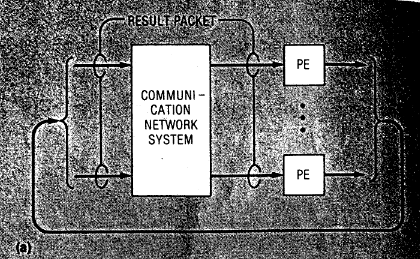 RESULT PACKET
COMMUNI-
CATION
NETWORK
SYSTEM
PE
PE
(a)